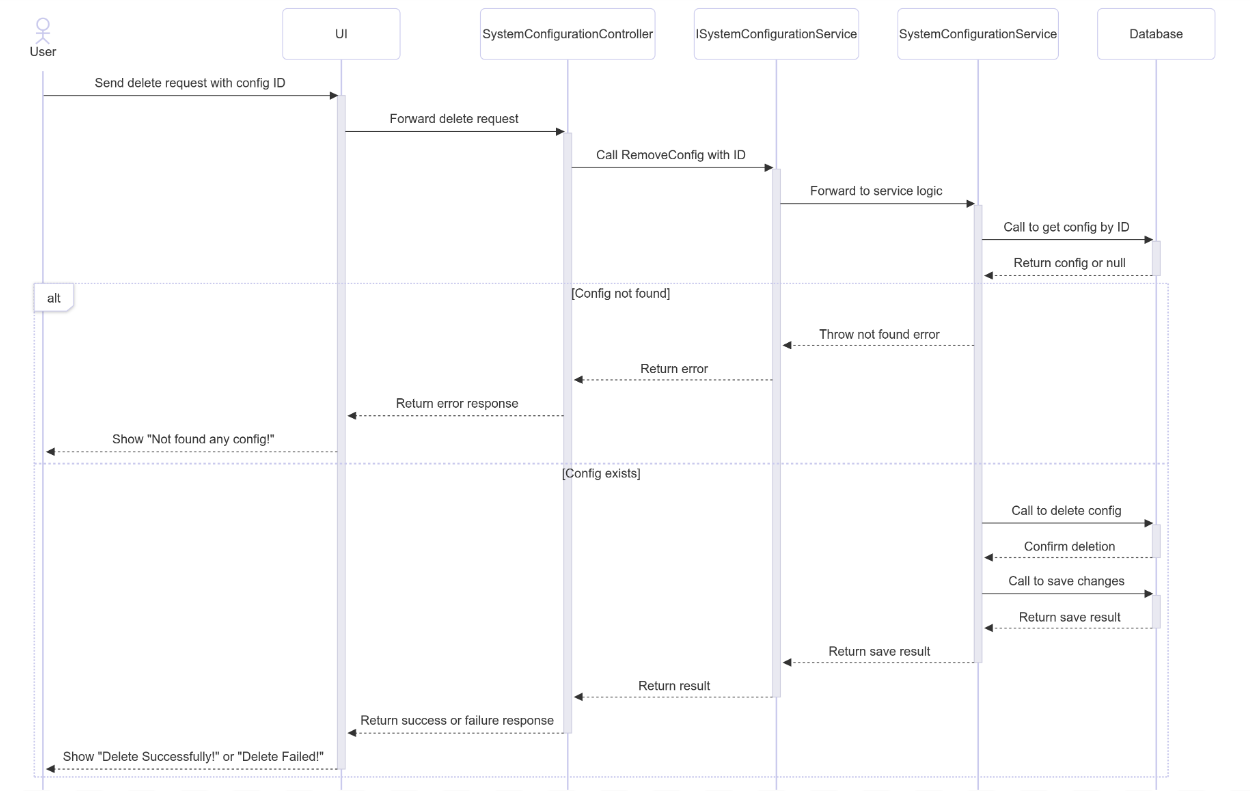 User
UI
SystemConfigurationController
ISystemConfigurationService
SystemConfigurationService
Database
Send delete request with config ID
Forward delete request
Call RemoveConfig with ID
Forward to service logic
Call to get config by ID
Return config or null
alt
[Config not found]
Throw not found error
Return error
Return error response
Show "Not found any config!"
[Config exists]
Call to delete config
Confirm deletion
Call to save changes
Return save result
Return save result
Return result
Return success or failure response
Show "Delete Successfully!" or "Delete Failed!"